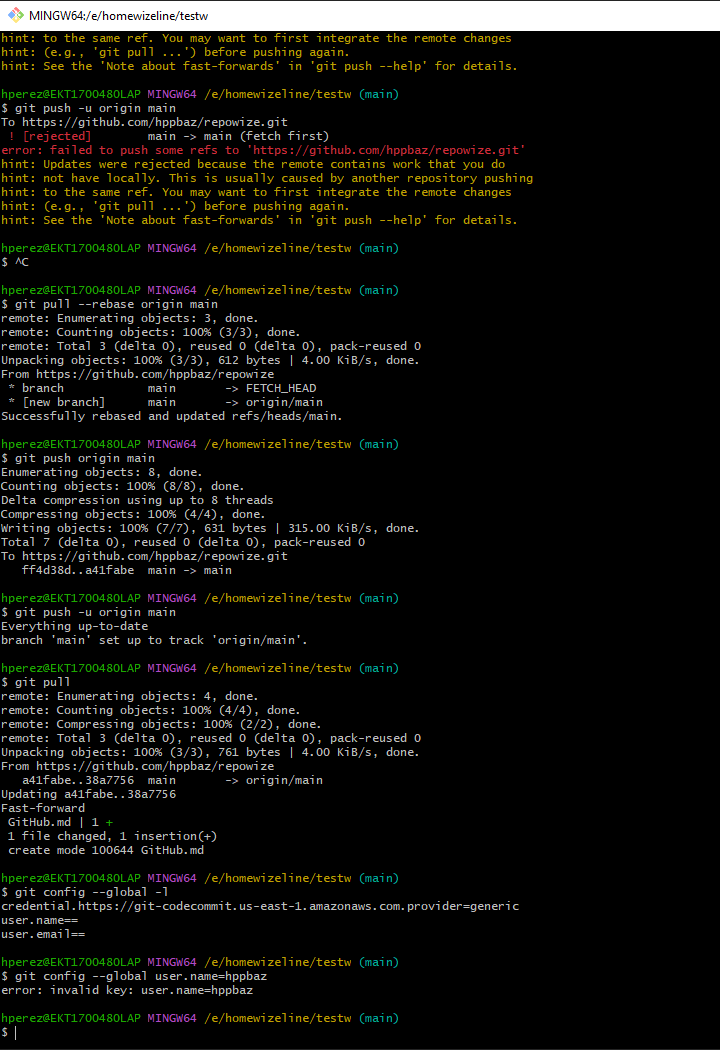 MINGW64:/e/homewizeline/testw
hint: to the same ref. You may want to first integrate the remote changes
hint: (e.g., 'git pull ...') before pushing again.
hint: See the 'Note about fast-forwards' in 'git push --help' for details.
hperez@EKT1700480LAP MINGW64 /e/homewizeline/testw (main)
$ git push -u origin main
To https://github.com/hppbaz/repowize.git
! [rejected] main -> main (fetch first)
error: failed to push some refs to 'https://github.com/hppbaz/repowize.git'
hint: Updates were rejected because the remote contains work that you do
hint: not have locally. This is usually caused by another repository pushing
hint: to the same ref. You may want to first integrate the remote changes
hint: (e.g., 'git pull ...') before pushing again.
hint: See the 'Note about fast-forwards' in 'git push --help' for details.
hperez@EKT1700480LAP MINGW64 /e/homewizeline/testw (main)
$ ^C
hperez@EKT1700480LAP MINGW64 /e/homewizeline/testw (main)
$ git pull --rebase origin main
remote: Enumerating objects: 3, done.
remote: Counting objects: 100% (3/3), done.
remote: Total 3 (delta 0), reused 0 (delta 0), pack-reused 0
Unpacking objects: 100% (3/3), 612 bytes | 4.00 KiB/s, done.
From https://github.com/hppbaz/repowize
* branch main -> FETCH_HEAD
* [new branch] main -> origin/main
Successfully rebased and updated refs/heads/main.
hperez@EKT1700480LAP MINGW64 /e/homewizeline/testw (main)
$ git push origin main
Enumerating objects: 8, done.
Counting objects: 100% (8/8), done.
Delta compression using up to 8 threads
Compressing objects: 100% (4/4), done.
Writing objects: 100% (7/7), 631 bytes | 315.00 KiB/s, done.
Total 7 (delta 0), reused 0 (delta 0), pack-reused 0
To https://github.com/hppbaz/repowize.git
ff4d38d..a41fabe main -> main
hperez@EKT1700480LAP MINGW64 /e/homewizeline/testw (main)
$ git push -u origin main
Everything up-to-date
branch 'main' set up to track 'origin/main'.
hperez@EKT1700480LAP MINGW64 /e/homewizeline/testw (main)
$ git pull
remote: Enumerating objects: 4, done.
remote: Counting objects: 100% (4/4), done.
remote: Compressing objects: 100% (2/2), done.
remote: Total 3 (delta 0), reused 0 (delta 0), pack-reused 0
Unpacking objects: 100% (3/3), 761 bytes | 4.00 KiB/s, done.
From https://github.com/hppbaz/repowize
a41fabe..38a7756 main -> origin/main
Updating a41fabe..38a7756
Fast-forward
GitHub.md | 1 +
1 file changed, 1 insertion(+)
create mode 100644 GitHub.md
hperez@EKT1700480LAP MINGW64 /e/homewizeline/testw (main)
$ git config --global -l
credential.https://git-codecommit.us-east-1.amazonaws.com.provider=generic
user.name==
user.email==
hperez@EKT1700480LAP MINGW64 /e/homewizeline/testw (main)
$ git config --global user.name=hppbaz
error: invalid key: user.name=hppbaz
hperez@EKT1700480LAP MINGW64 /e/homewizeline/testw (main)
$